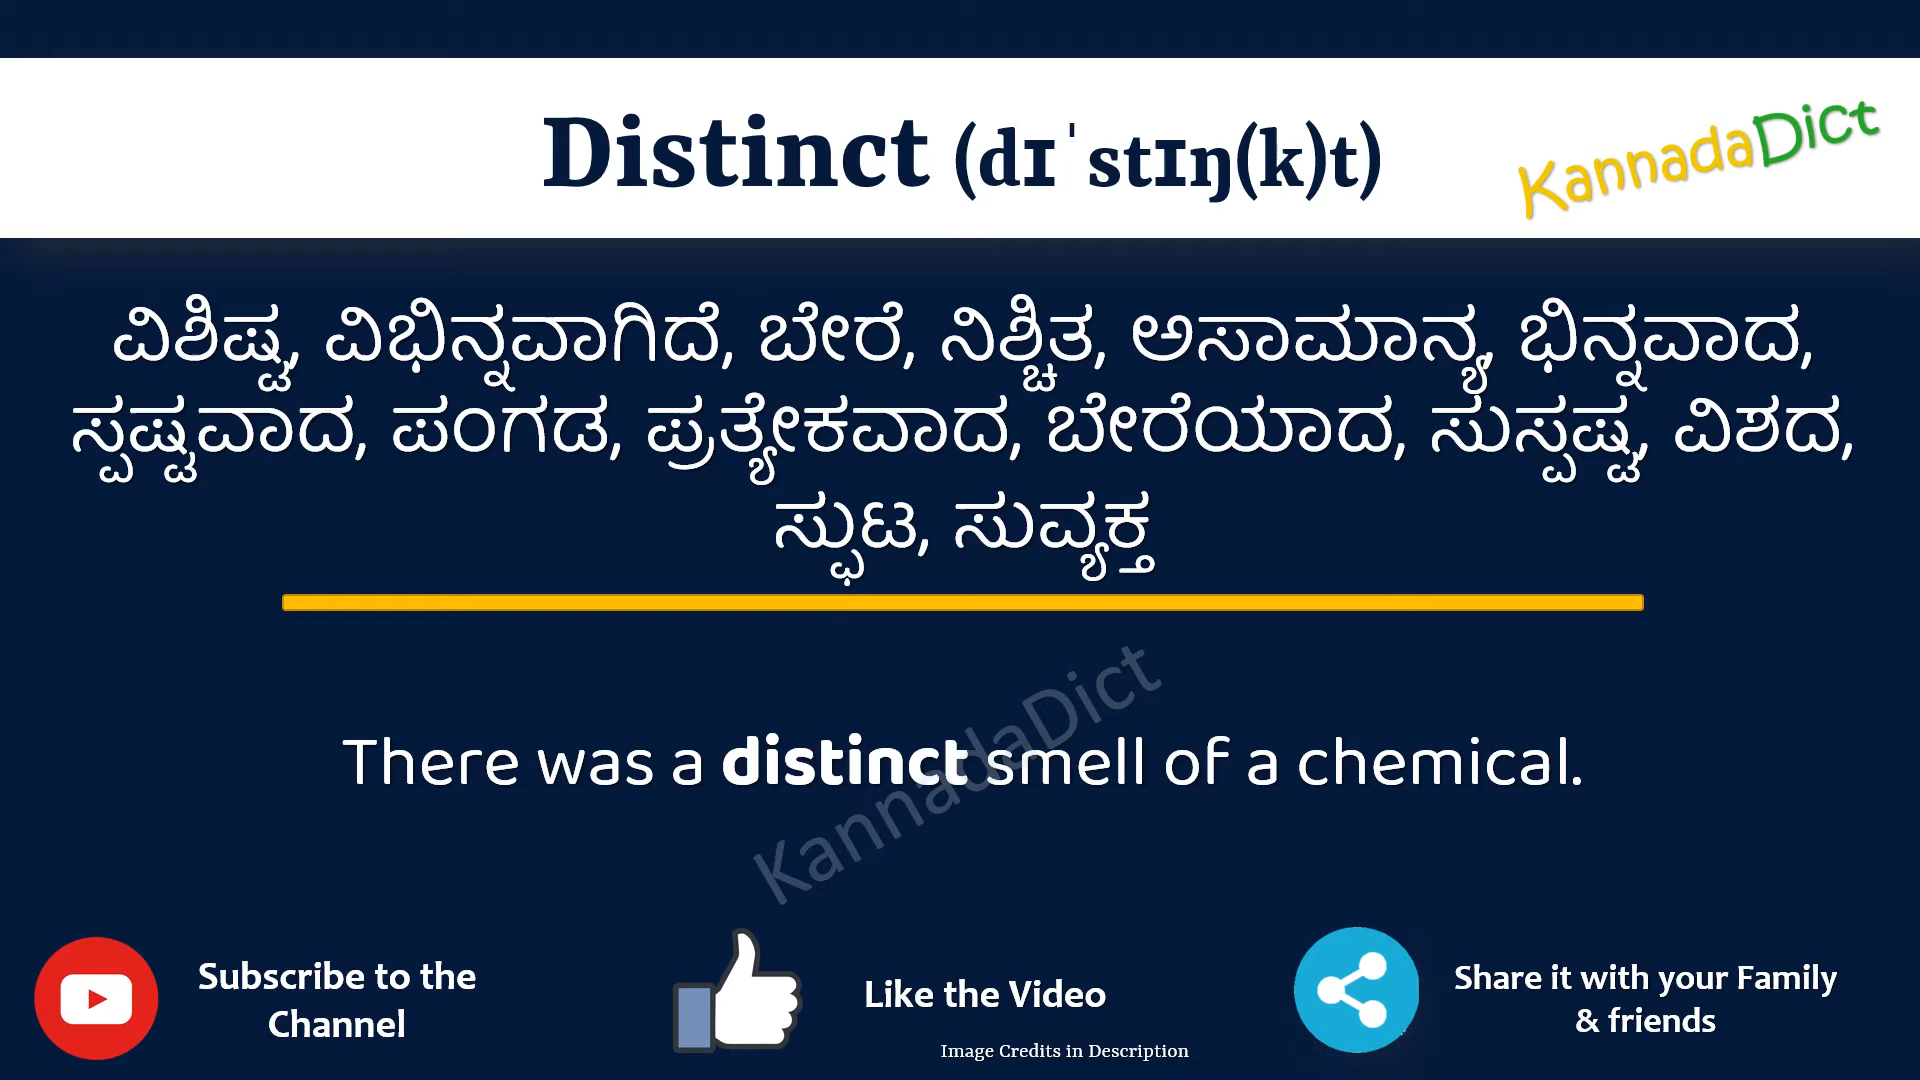 Distinct (dɪˈstɪŋ(k)t)
KannadaDict
ವಿಶಿಷ್ಟ, ವಿಭಿನ್ನವಾಗಿದೆ, ಬೇರೆ, ನಿಶ್ಚಿತ, ಅಸಾಮಾನ್ಯ, ಭಿನ್ನವಾದ,
ಸ್ಪಷ್ಟವಾದ, ಪಂಗಡ, ಪ್ರತ್ಯೇಕವಾದ, ಬೇರೆಯಾದ, ಸುಸ್ಪಷ್ಟ, ವಿಶದ,
ಸ್ಫುಟ, ಸುವ್ಯಕ್ತ
There was a distinct smell of a chemical.
KannadaDict
Subscribe to the
Channel
Like the Video
Share it with your Family
& friends
Image Credits in Description